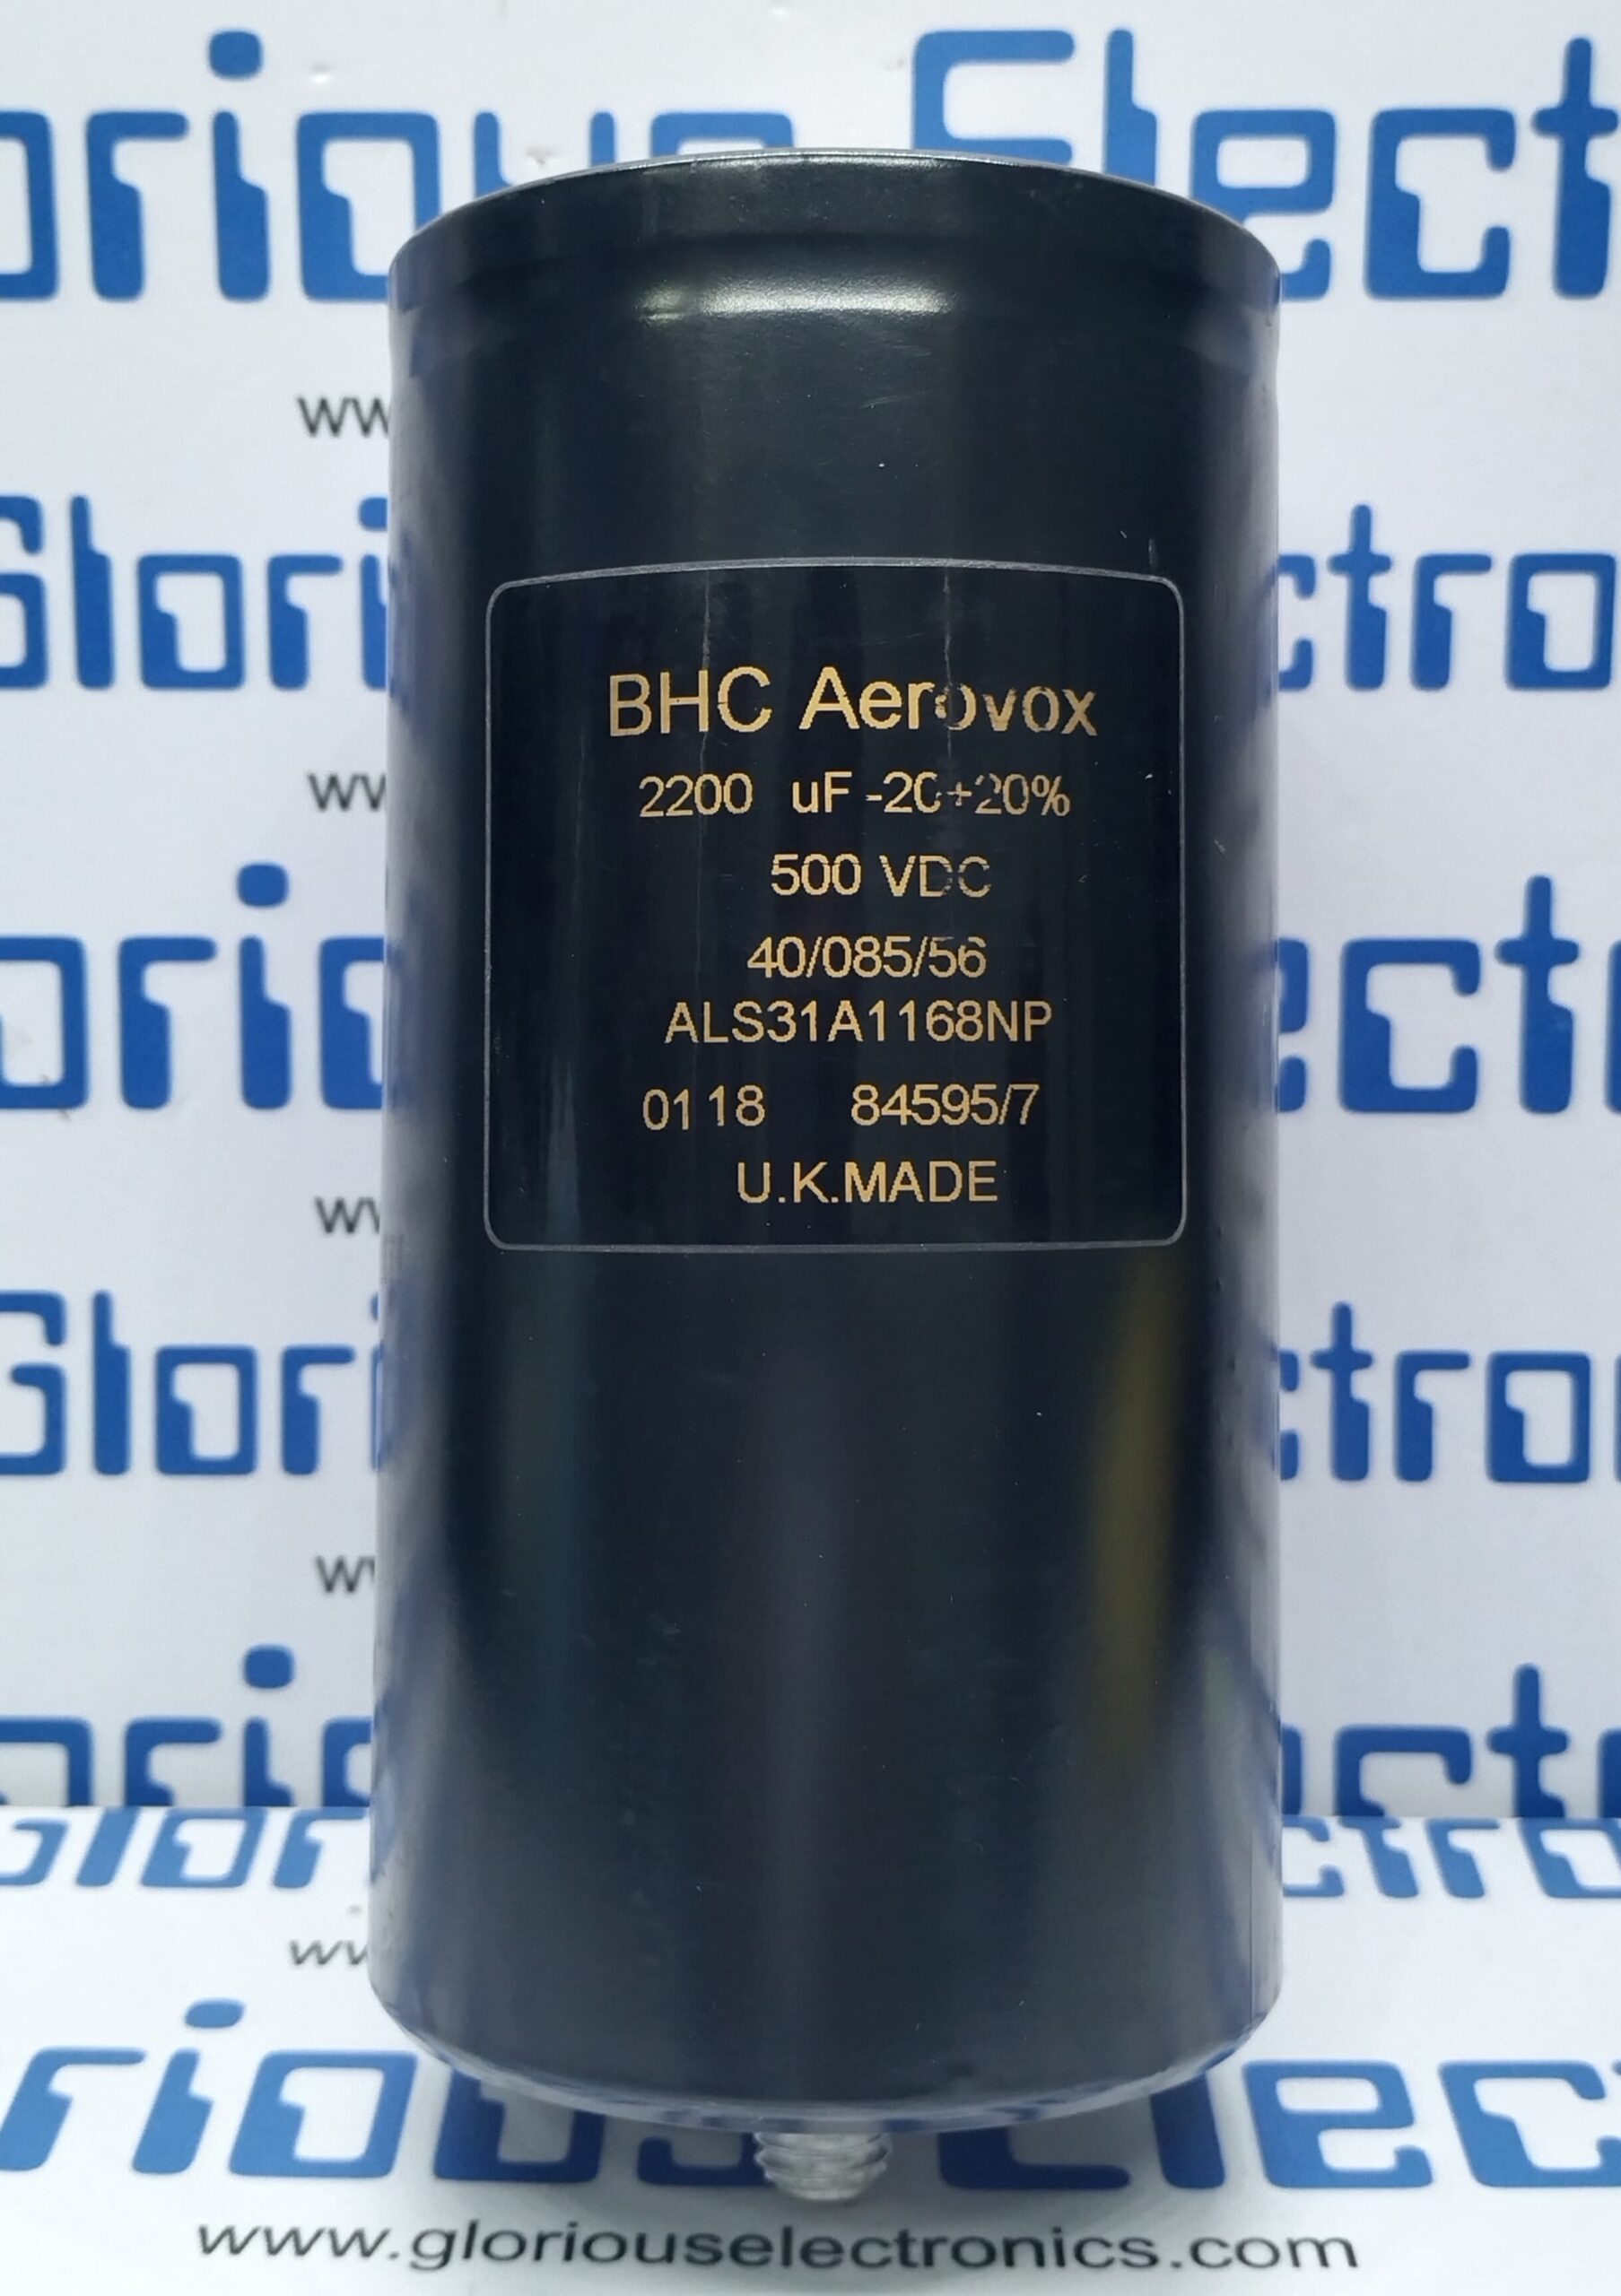 BHC Aerovox
2200 uF -20+20%
500 VDC
40/085/56
ALS31A1168NP
0118 84595/7
U.K.MADE
www.gloriouselectronics.com